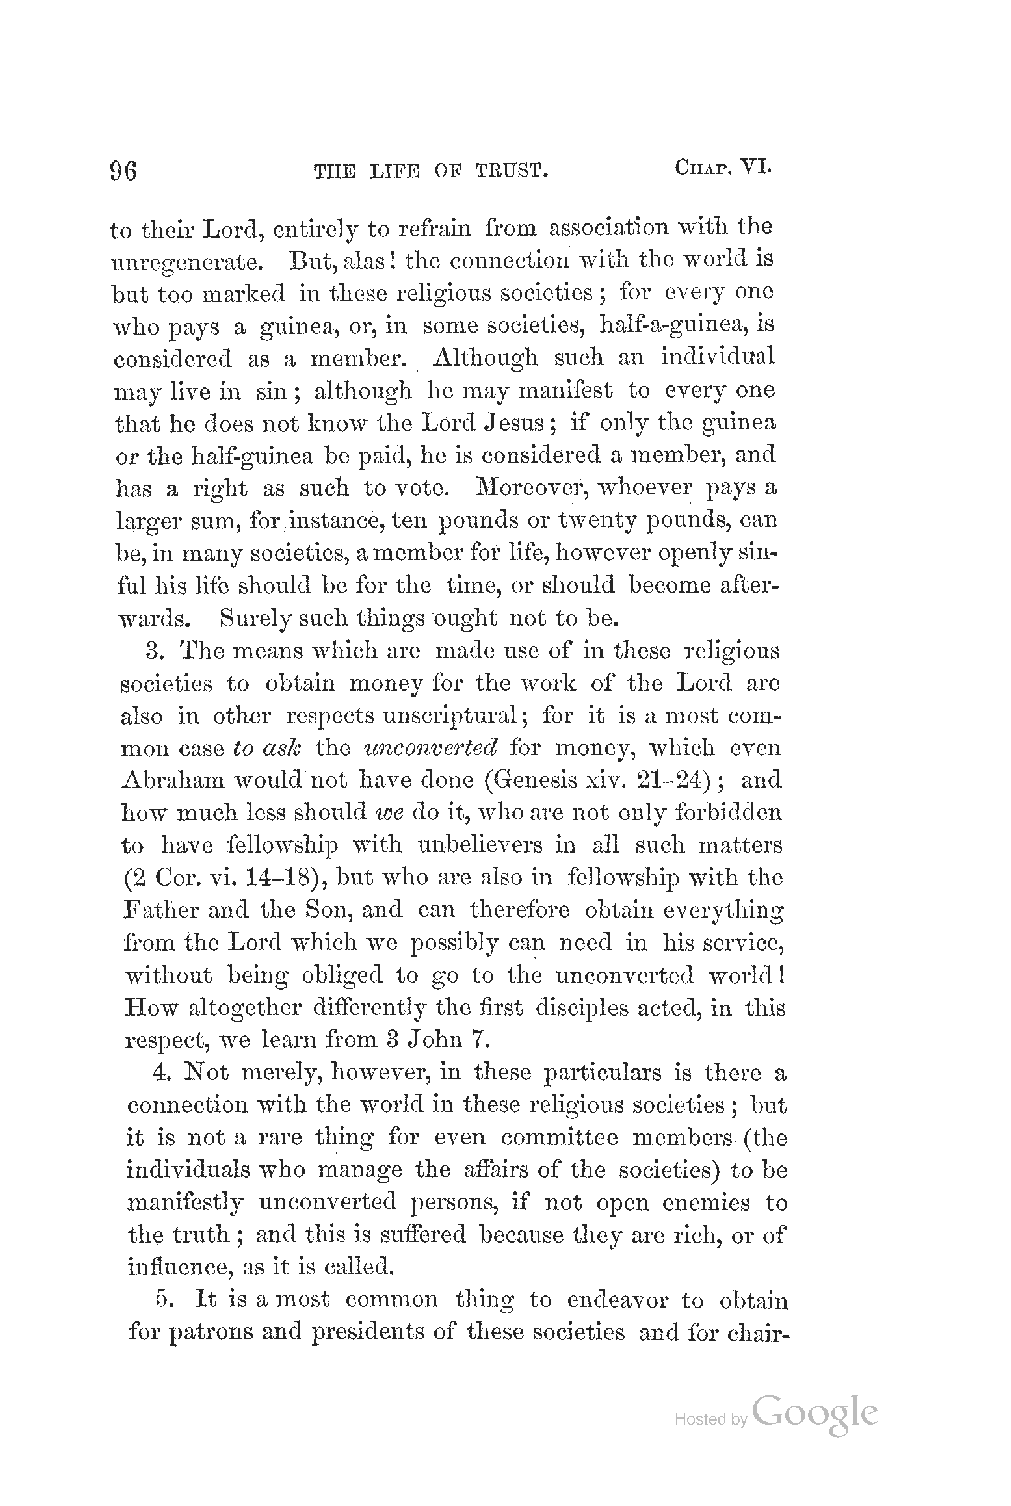 96 THE LIFE OF TRUST. CHAP. VI.
to their Lord, entirely to refrain from association with the
unregenerate. But, alas! the connection with the world is
but too marked in these religious societies; for every one
who pays a guinea, or, in some societies, half-a-guinea, is
considered as a member. Although such an individual
may live in sin; although he may manifest to every one
that he does not know the Lord Jesus; if only the guinea
or the half-guinea be paid, he is considered a member, and
has a right as such to vote. Moreover, whoever pays a
larger sum, for instance, ten pounds or twenty pounds, can
be, in many societies, a member for life, however openly sin-
ful his life should be for the time, or should become after-
wards. Surely such things ought not to be.
3. The means which are made use of in these religious
societies to obtain money for the work of the Lord are
also in other respects unscriptural; for it is a most com-
mon case to ask the unconverted for money, which even
Abraham would not have done (Genesis xiv. 21-24); and
how much less should we do it, who are not only forbidden
to have fellowship with unbelievers in all such matters
(2 Cor. vi. 14–18), but who are also in fellowship with the
Father and the Son, and can therefore obtain everything
from the Lord which we possibly can need in his service,
without being obliged to go to the unconverted world!
How altogether differently the first disciples acted, in this
respect, we learn from 3 John 7.
4. Not merely, however, in these particulars is there a
connection with the world in these religious societies; but
it is not a rare thing for even committee members (the
individuals who manage the affairs of the societies) to be
manifestly unconverted persons, if not open enemies to
the truth; and this is suffered because they are rich, or of
influence, as it is called.
5. It is a most common thing to endeavor to obtain
for patrons and presidents of these societies and for chair-
Hosted by Google